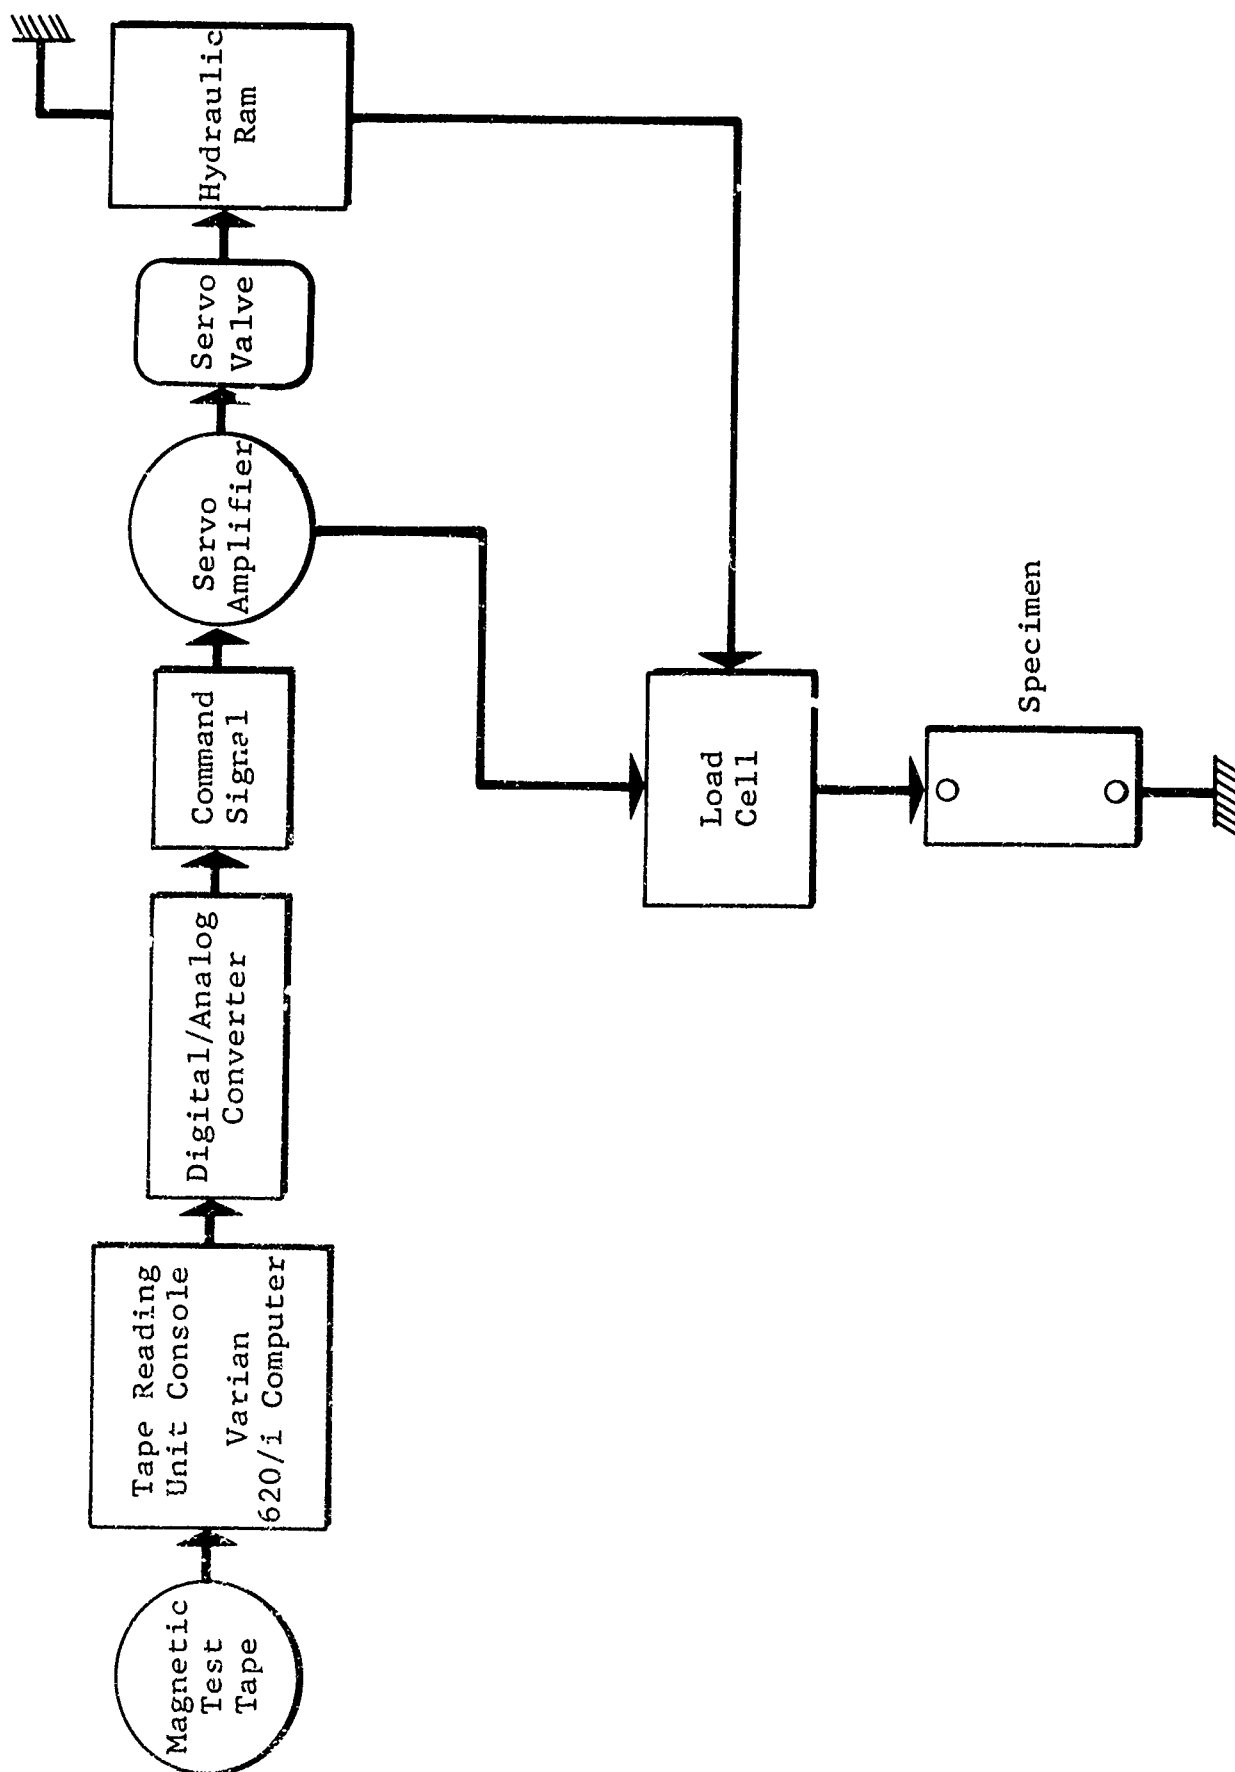 Magnetic
Test
Tape
Tape Reading
Unit Console
Varian
620/i Computer
Digital/Analog
Converter
Command
Signal
Servo
Amplifier
Servo
Valve
Hydraulic
Ram
Load
Cell
Specimen